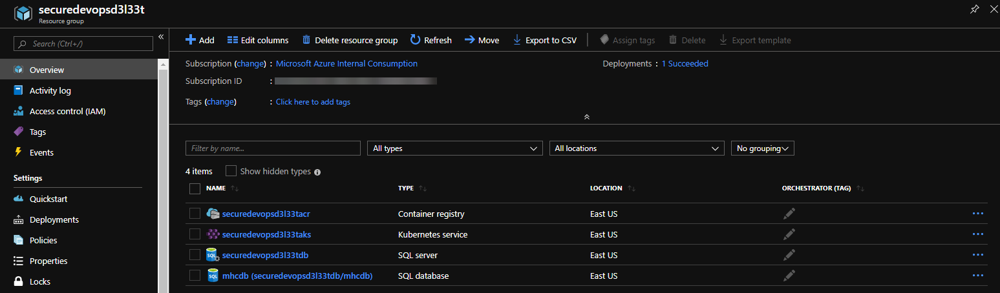 securedevopsd3l33t
Resource group
Search (Ctrl+/)
Overview
Activity log
Access control (IAM)
Tags
Events
Settings
Quickstart
Deployments
Policies
Properties
Locks
Add Edit columns Delete resource group Refresh Move Export to CSV Assign tags Delete Export template
Subscription (change) : Microsoft Azure Internal Consumption Deployments : 1 Succeeded
Subscription ID :
Tags (change) : Click here to add tags
Filter by name... All types All locations No grouping
4 items Show hidden types
NAME TYPE LOCATION ORCHESTRATOR (TAG)
securedevopsd3l33tacr Container registry East US
securedevopsd3l33taks Kubernetes service East US
SQL securedevopsd3l33tdb SQL server East US
SQL mhcdb (securedevopsd3l33tdb/mhcdb) SQL database East US